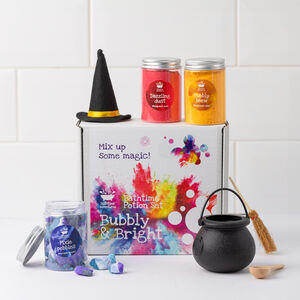 Dazzling
dust
Bubbly
brew
Mix up
some magic!
Bathtime
Potion Set
Bubbly
& Bright
Pixie
pebbles